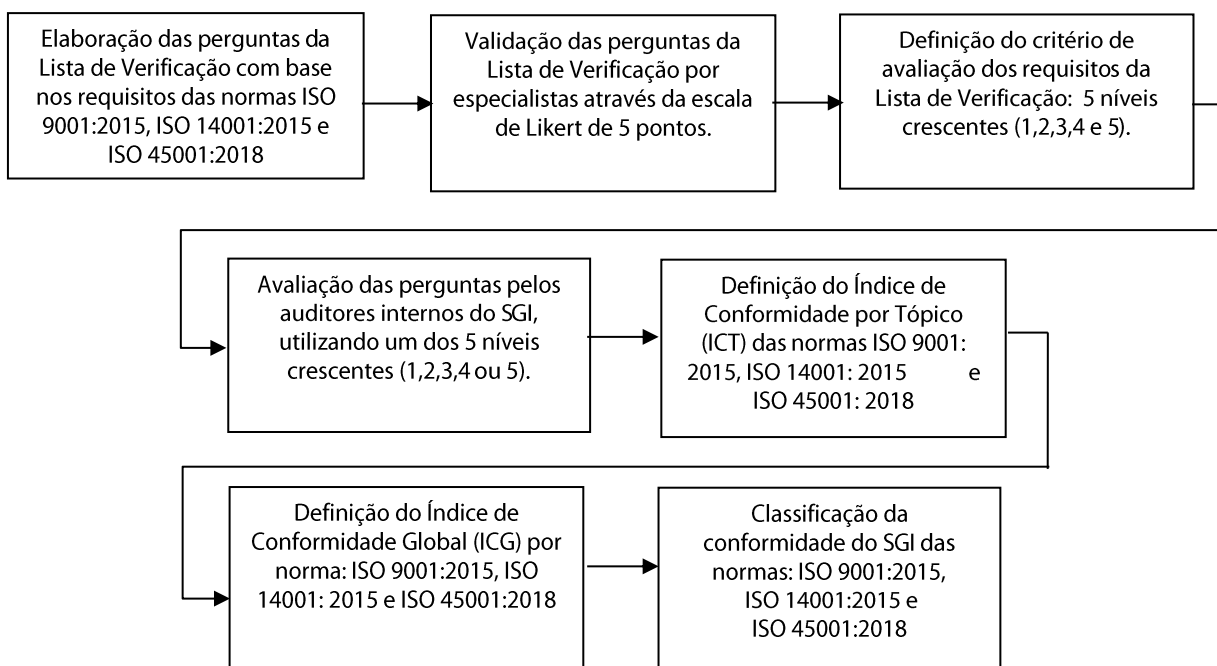 Elaboração das perguntas da
Lista de Verificação com base
nos requisitos das normas ISO
9001:2015, ISO 14001:2015 e
ISO 45001:2018
Validação das perguntas da
Lista de Verificação por
especialistas através da escala
de Likert de 5 pontos.
Definição do critério de
avaliação dos requisitos da
Lista de Verificação: 5 níveis
crescentes (1,2,3,4 e 5).
Avaliação das perguntas pelos
auditores internos do SGI,
utilizando um dos 5 níveis
crescentes (1,2,3,4 ou 5).
Definição do Índice de
Conformidade por Tópico
(ICT) das normas ISO 9001:
2015, ISO 14001: 2015 e
ISO 45001: 2018
Definição do Índice de
Conformidade Global (ICG) por
norma: ISO 9001:2015, ISO
14001: 2015 e ISO 45001:2018
Classificação da
conformidade do SGI das
normas: ISO 9001:2015,
ISO 14001:2015 e
ISO 45001:2018